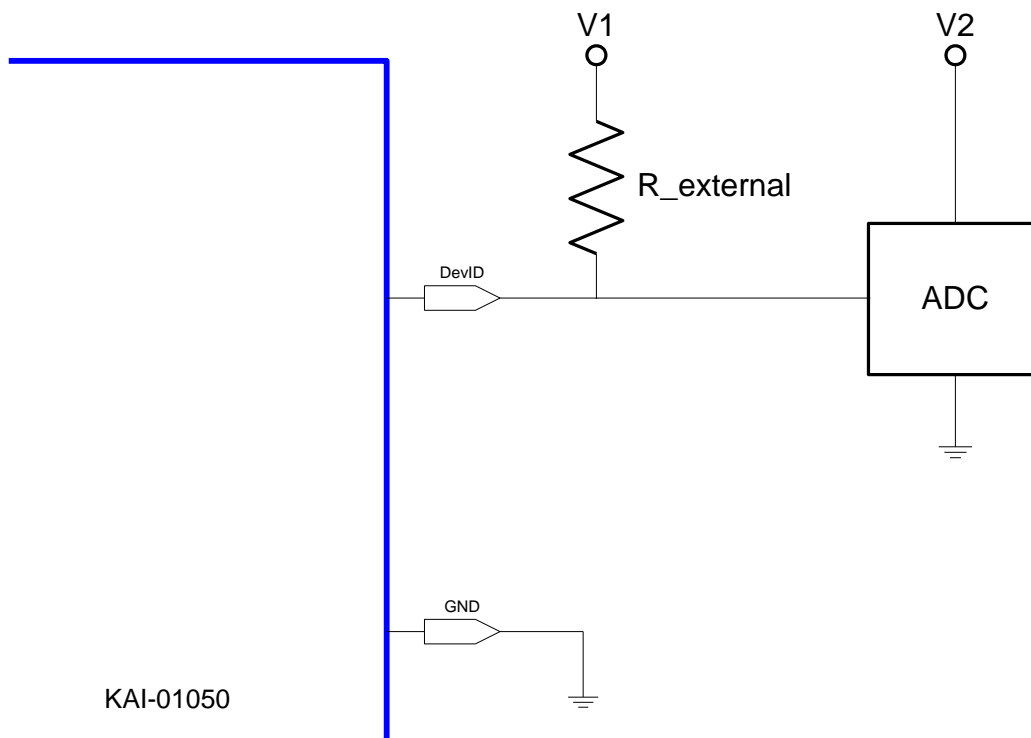 V1
V2
R_external
DevID
ADC
GND
KAI-01050